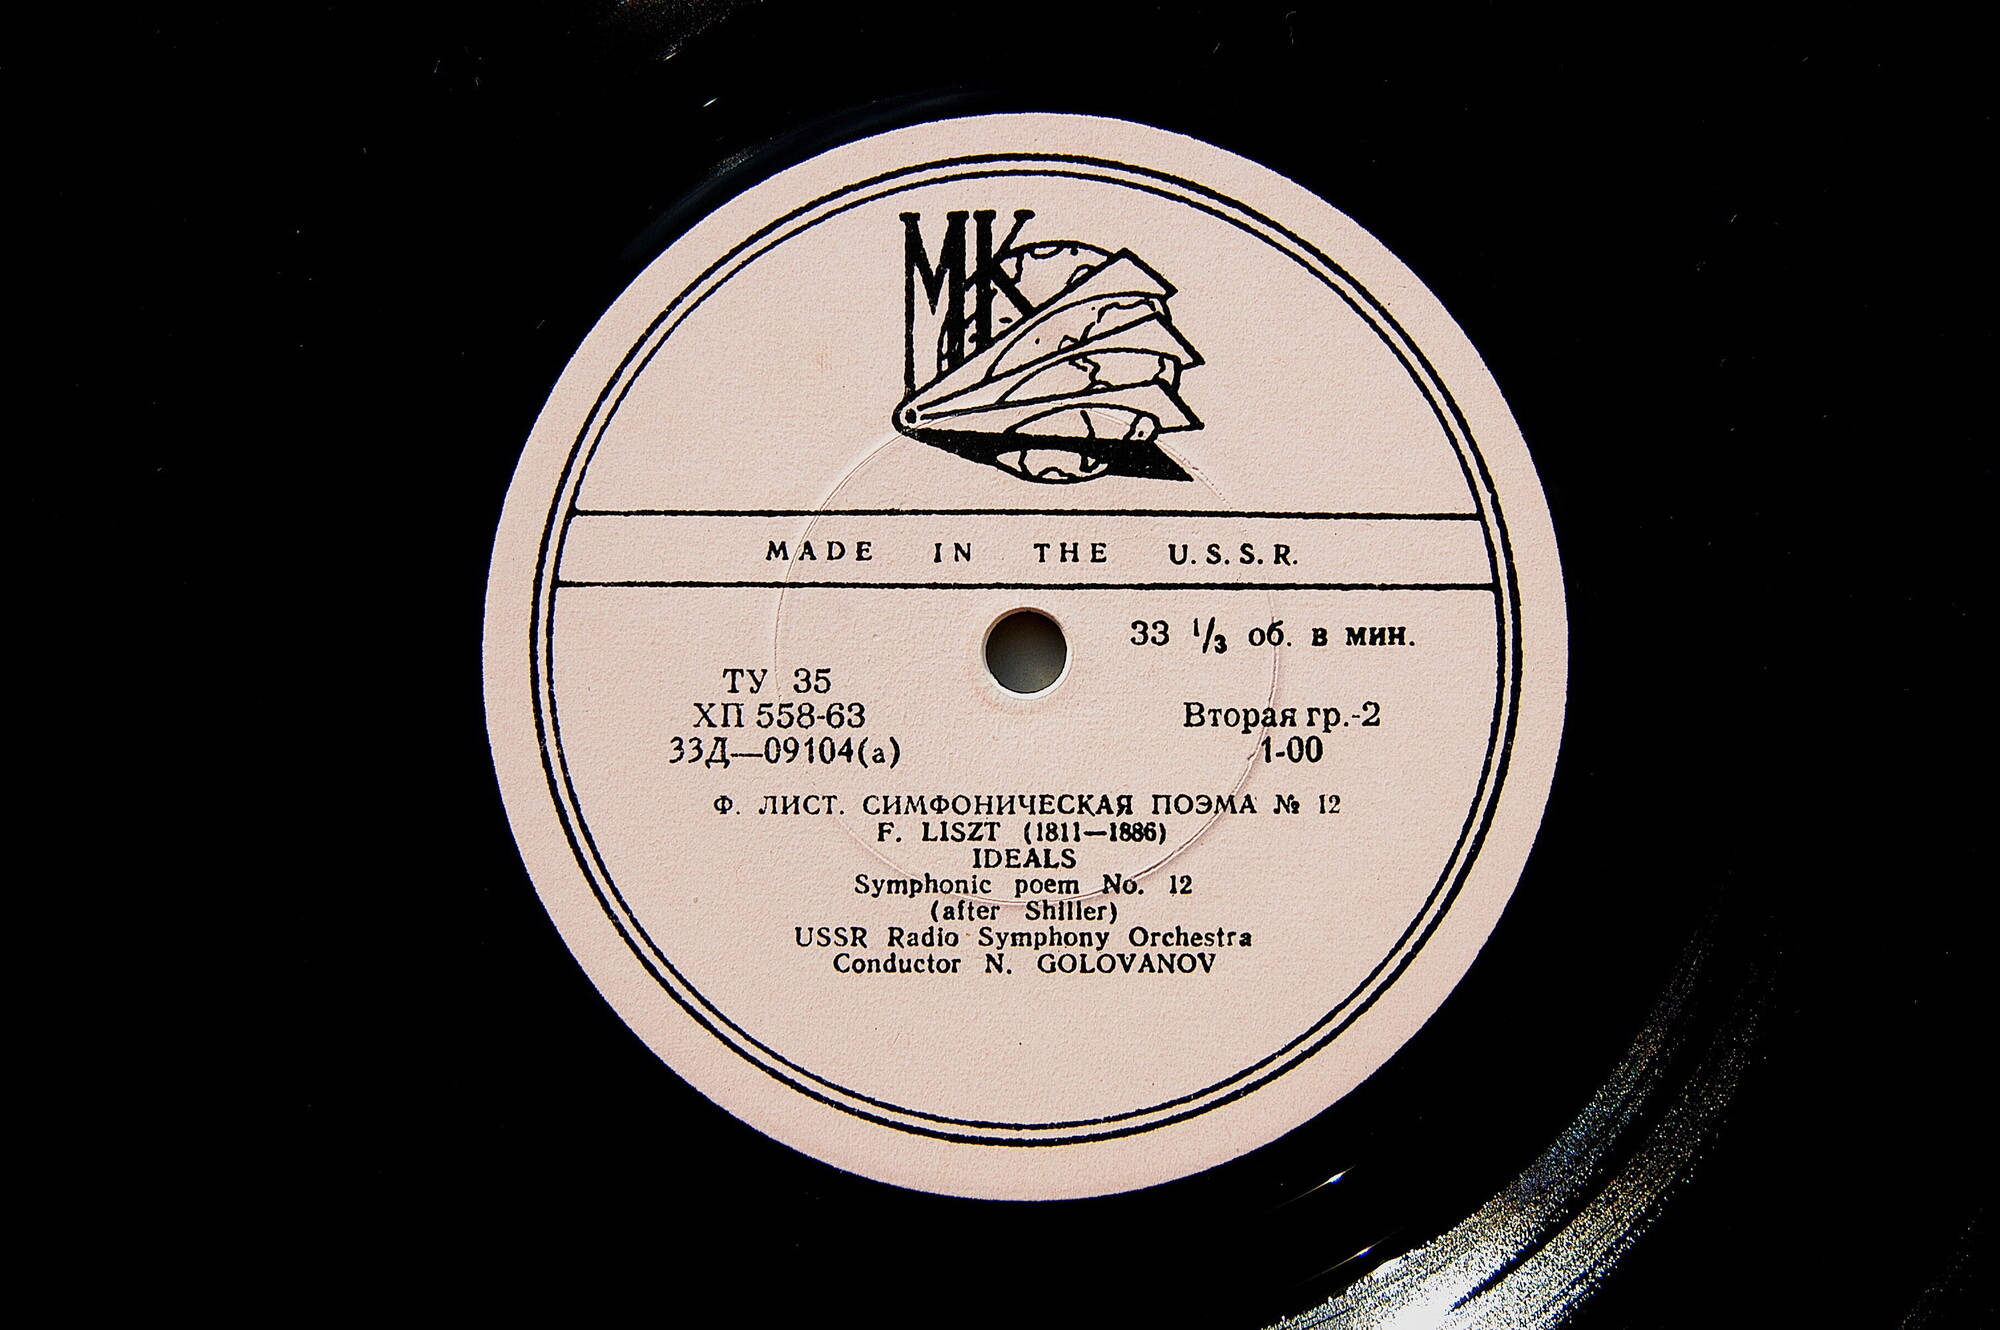 МК
MADE IN THE U.S.S.R.
33 1/3 об. в мин.
ТУ 35
ХП 558-63
33Д—09104(а)
Вторая гр.-2
1-00
Ф. ЛИСТ. СИМФОНИЧЕСКАЯ ПОЭМА № 12
F. LISZT (1811—1886)
IDEALS
Symphonic poem No. 12
(after Shiller)
USSR Radio Symphony Orchestra
Conductor N. GOLOVANOV